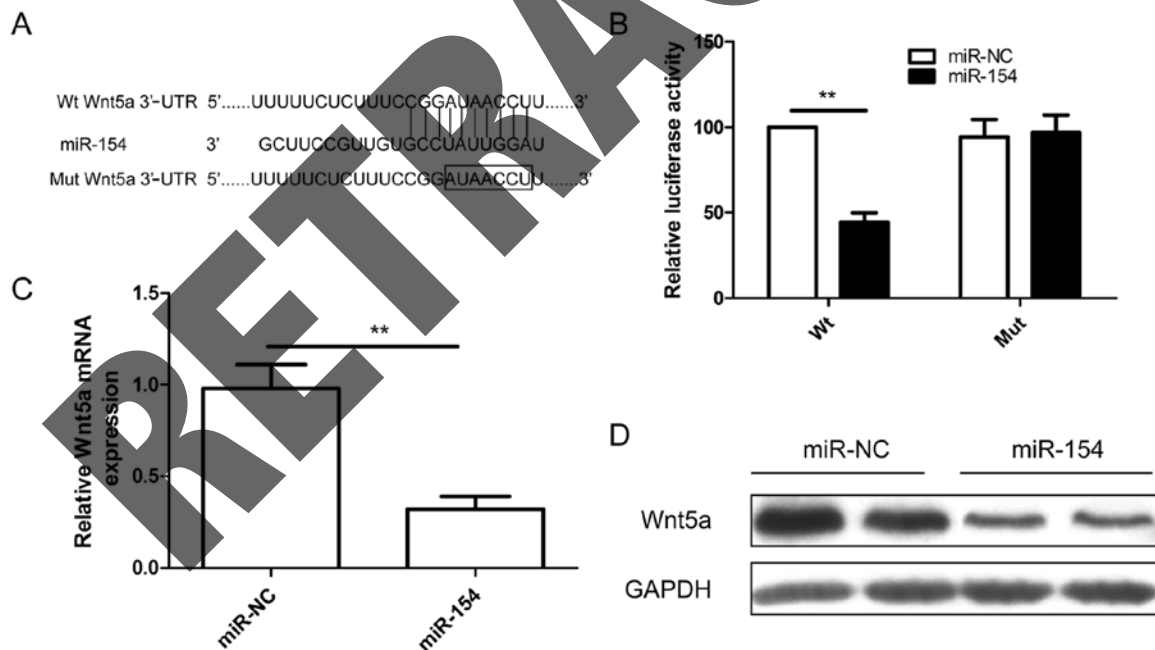 A
Wt Wnt5a 3'-UTR 5'......UUUUUCUCUUUCCGGAUAACCUU......3'
miR-154 3' GCUUCCGUUGUGCCUAUUGGAU
Mut Wnt5a 3'-UTR 5'......UUUUUCUCUUUCCGGAUAACCUU......3'
B
Relative luciferase activity
150
100
50
0
miR-NC
miR-154
**
Wt
Mut
C
Relative Wnt5a mRNA
expression
1.5
1.0
0.5
0.0
**
miR-NC
miR-154
D
miR-NC miR-154
Wnt5a
GAPDH